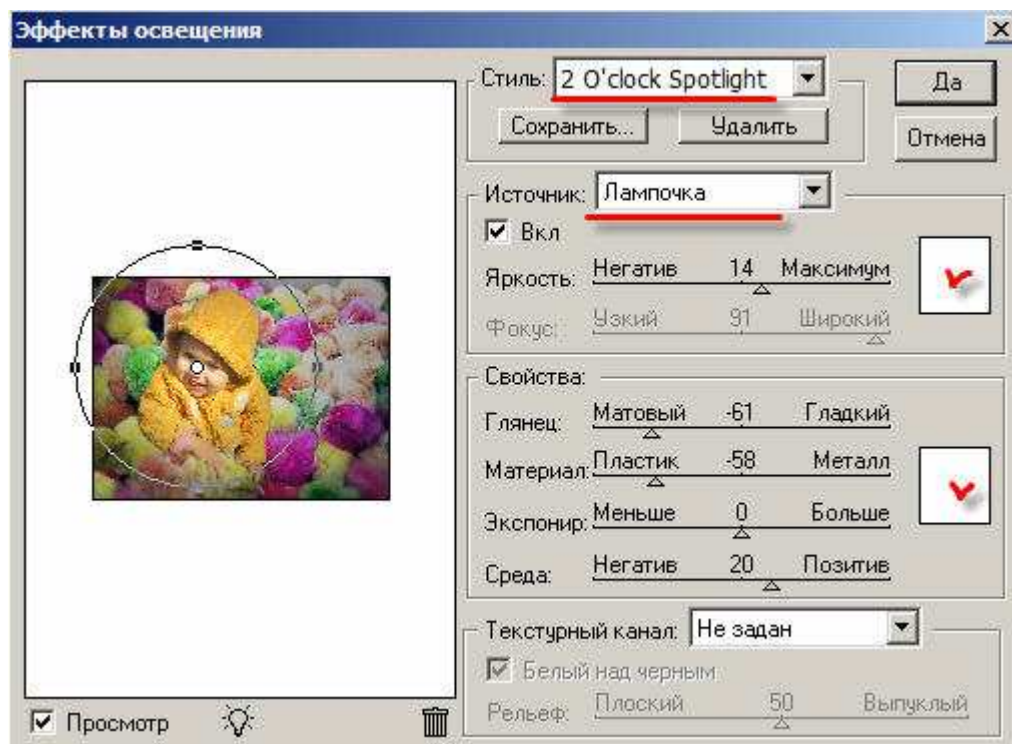 Эффекты освещения
Стиль: 2 O'clock Spotlight
Да
Сохранить... Удалить
Отмена
Источник: Лампочка
Вкл
Яркость: Негатив 14 Максимум
Фокус: Узкий 91 Широкий
Свойства:
Глянец: Матовый -61 Гладкий
Материал: Пластик -58 Металл
Экспонир: Меньше 0 Больше
Среда: Негатив 20 Позитив
Текстурный канал: Не задан
Белый над черным
Рельеф: Плоский 50 Выпуклый
Просмотр